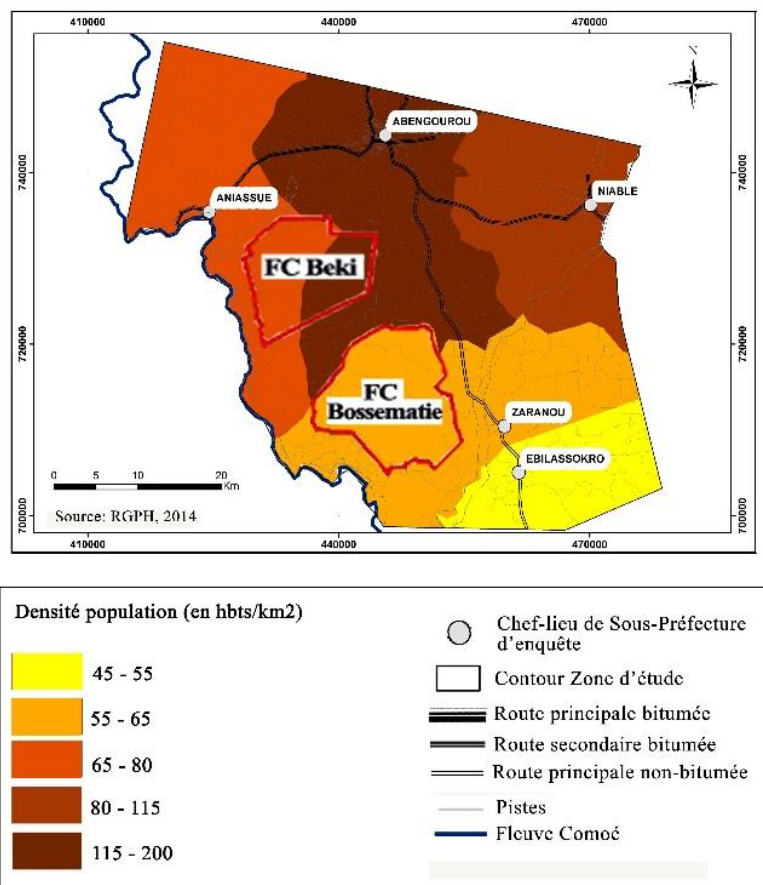 410000 440000 470000
N
ABENGOUROU
740000 740000
NIABLE
ANIASSUE
FC Beki
720000 720000
FC
Bossematie
ZARANOU
EBILASSOKRO
0 5 10 20
Km
Source: RGPH, 2014
700000 700000
410000 440000 470000
Densité population (en hbts/km2)
45 - 55
55 - 65
65 - 80
80 - 115
115 - 200
Chef-lieu de Sous-Préfecture
d'enquête
Contour Zone d'étude
Route principale bitumée
Route secondaire bitumée
Route principale non-bitumée
Pistes
Fleuve Comoé